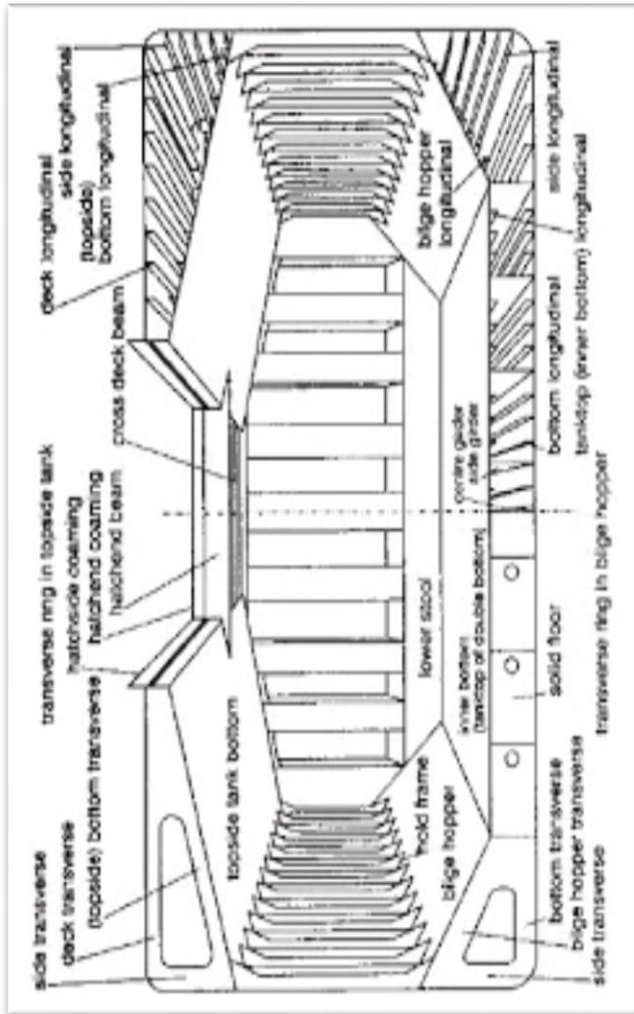 side transverse
deck transverse
(topside) bottom transverse
topside tank bottom
transverse ring in topside tank
hatchside coaming
hatchend coaming
hatchend beam
cross deck beam
deck longitudinal
side longitudinal
(topside)
bottom longitudinal
bilge hopper
longitudinal
hold frame
bilge hopper
lower stool
inner bottom
(tanktop of double bottom)
centre girder
side girder
side longitudinal
tanktop (inner bottom) longitudinal
bottom longitudinal
solid floor
transverse ring in bilge hopper
bottom transverse
bilge hopper transverse
side transverse